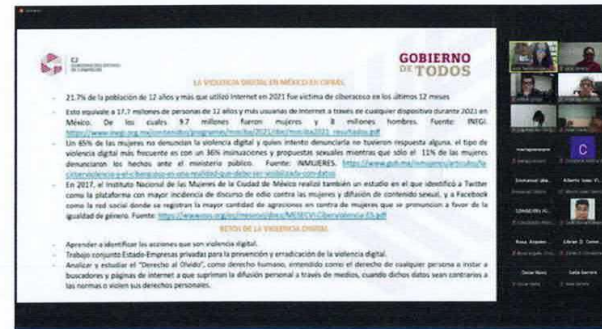 CJ
GOBIERNO
DE TODOS
LA VIOLENCIA DIGITAL EN MÉXICO EN CIFRAS
- 21.7% de la población de 12 años y más que utilizó Internet en 2021 fue víctima de ciberacoso en los últimos 12 meses
- Esto equivale a 17.7 millones de personas de 12 años y más usuarias de Internet a través de cualquier dispositivo durante 2021 en
México. De los cuales 9.7 millones fueron mujeres y 8 millones hombres. Fuente: INEGI.
- Un 65% de las mujeres no denuncian la violencia digital y quien intento denunciarla no tuvieron respuesta alguna, el tipo de
violencia digital más frecuente es con un 36% insinuaciones y propuestas sexuales mientras que sólo el 11% de las mujeres
denunciaron los hechos ante el ministerio público. Fuente: INMUJERES.
- En 2017, el Instituto Nacional de las Mujeres de la Ciudad de México realizó también un estudio en el que identificó a Twitter
como la plataforma con mayor incidencia de discurso de odio contra las mujeres y difusión de contenido sexual, y a Facebook
como la red social donde se registran la mayor cantidad de agresiones en contra de mujeres que se pronuncian a favor de la
igualdad de género. Fuente:
RETOS DE LA VIOLENCIA DIGITAL
- Aprender a identificar las acciones que son violencia digital.
- Trabajo conjunto Estado-Empresas privadas para la prevención y erradicación de la violencia digital.
- Analizar y estudiar el "Derecho al Olvido", como derecho humano, entendido como el derecho de cualquier persona a instar a
buscadores y páginas de internet a que supriman la difusión personal a través de medios, cuando dichos datos sean contrarios a
las normas o violen sus derechos personales.
C